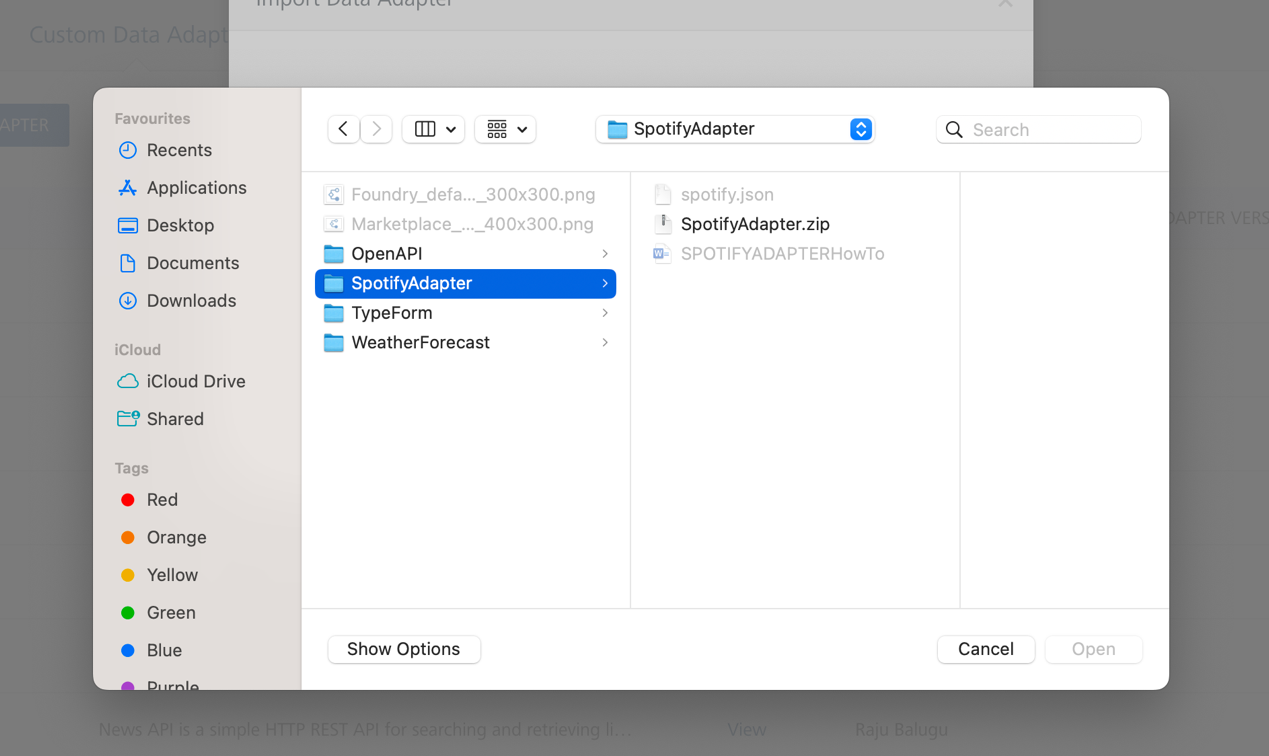 Import Data Adapter
Custom Data Adapt
APTER
Favourites
Recents
Applications
Desktop
Documents
Downloads
iCloud
iCloud Drive
Shared
Tags
Red
Orange
Yellow
Green
Blue
Purple
SpotifyAdapter
Search
Foundry_defa..._300x300.png
Marketplace_..._400x300.png
OpenAPI
SpotifyAdapter
TypeForm
WeatherForecast
spotify.json
SpotifyAdapter.zip
SPOTIFYADAPTERHowTo
DAPTER VERS
Show Options
Cancel
Open
News API is a simple HTTP REST API for searching and retrieving li... View Raju Balugu